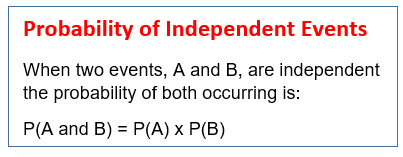 Probability of Independent Events
When two events, A and B, are independent
the probability of both occurring is:
P(A and B) = P(A) x P(B)